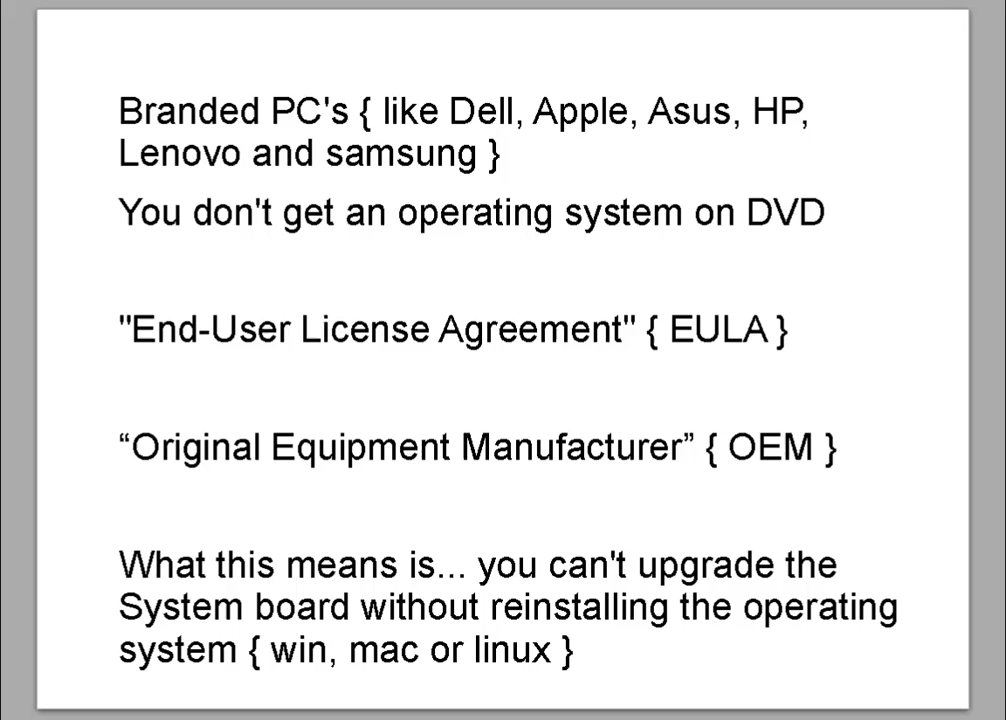 Branded PC's { like Dell, Apple, Asus, HP,
Lenovo and samsung }
You don't get an operating system on DVD
"End-User License Agreement" { EULA }
“Original Equipment Manufacturer” { OEM }
What this means is... you can't upgrade the
System board without reinstalling the operating
system { win, mac or linux }